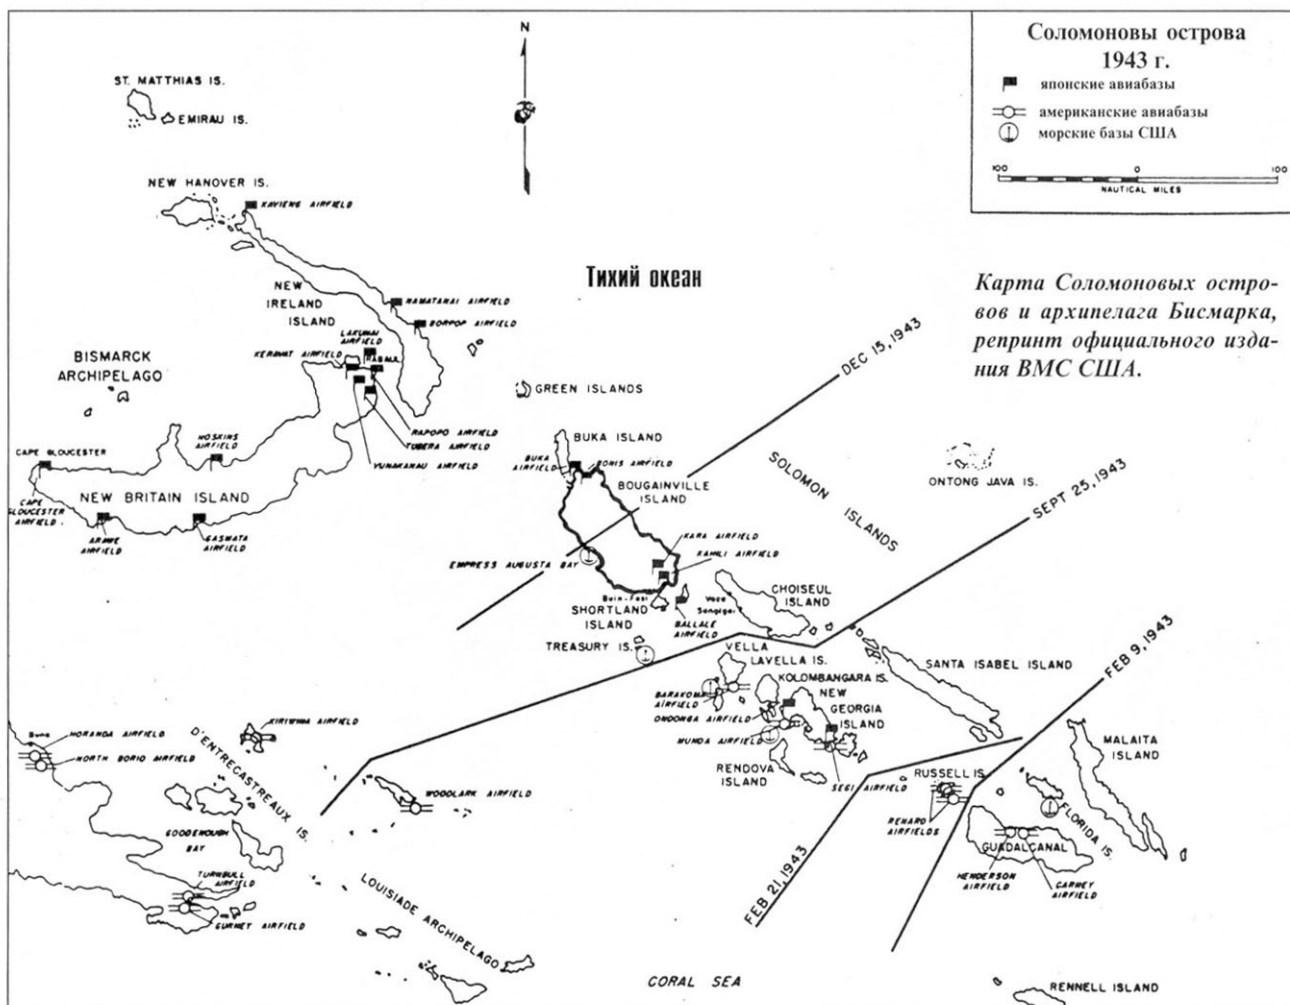 Соломоновы острова
1943 г.
японские авиабазы
американские авиабазы
морские базы США
100 0 100
NAUTICAL MILES
N
ST. MATTHIAS IS.
EMIRAU IS.
NEW HANOVER IS.
KAVIENG AIRFIELD
Тихий океан
Карта Соломоновых остро-
вов и архипелага Бисмарка,
репринт официального изда-
ния ВМС США.
NEW
IRELAND
ISLAND
NAMATANAI AIRFIELD
BORPOP AIRFIELD
LAKUNAI
AIRFIELD
KERAWAT AIRFIELD
RABAUL
BISMARCK
ARCHIPELAGO
GREEN ISLANDS
DEC 15, 1943
RAPOPO AIRFIELD
TUBERA AIRFIELD
VUNAKANAU AIRFIELD
HOSKINS
AIRFIELD
CAPE GLOUCESTER
CAPE
GLOUCESTER
AIRFIELD
NEW BRITAIN ISLAND
ARAWE
AIRFIELD
GASMATA
AIRFIELD
BUKA ISLAND
BUKA
AIRFIELD
BONIS AIRFIELD
BOUGAINVILLE
ISLAND
SOLOMON
ISLANDS
ONTONG JAVA IS.
SEPT 25, 1943
KARA AIRFIELD
KAHILI AIRFIELD
EMPRESS AUGUSTA BAY
CHOISEUL
ISLAND
SHORTLAND
ISLAND
BALLALE
AIRFIELD
TREASURY IS.
VELLA
LAVELLA IS.
SANTA ISABEL ISLAND
FEB 9, 1943
KOLOMBANGARA IS.
BARAKOMA
AIRFIELD
NEW
GEORGIA
ISLAND
ONDONGA AIRFIELD
MUNDA AIRFIELD
RENDOVA
ISLAND
SEGI AIRFIELD
MALAITA
ISLAND
RUSSELL IS.
RENARD
AIRFIELDS
FLORIDA IS.
GUADALCANAL
HENDERSON
AIRFIELD
CARNEY
AIRFIELD
FEB 21, 1943
KIRIWINA AIRFIELD
Buna
HORANDA AIRFIELD
NORTH BORIO AIRFIELD
D'ENTRECASTREAUX IS.
WOODLARK AIRFIELD
GOODENOUGH
BAY
TURNBULL
AIRFIELD
GURNEY AIRFIELD
LOUISIADE ARCHIPELAGO
CORAL SEA
RENNELL ISLAND